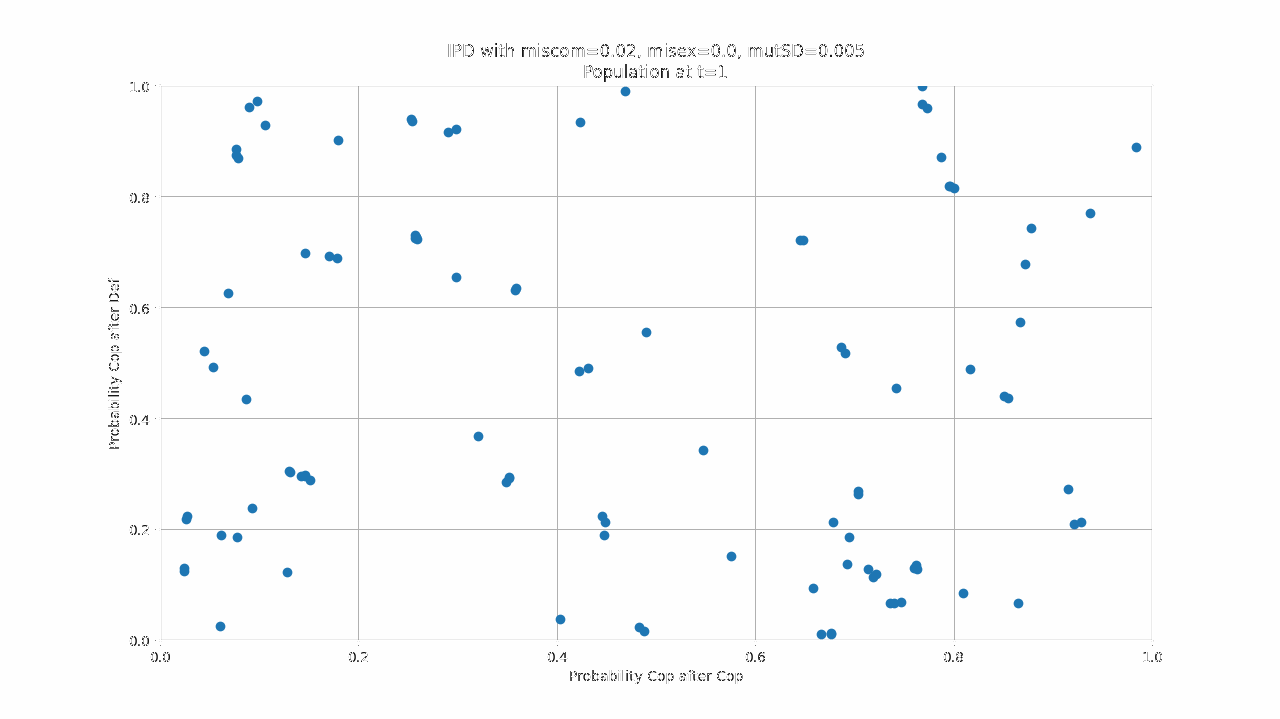 IPD with miscom=0.02, misex=0.0, mutSD=0.005
Population at t=1
1.0
0.8
0.6
0.4
0.2
0.0
Probability Cop after Def
0.0 0.2 0.4 0.6 0.8 1.0
Probability Cop after Cop